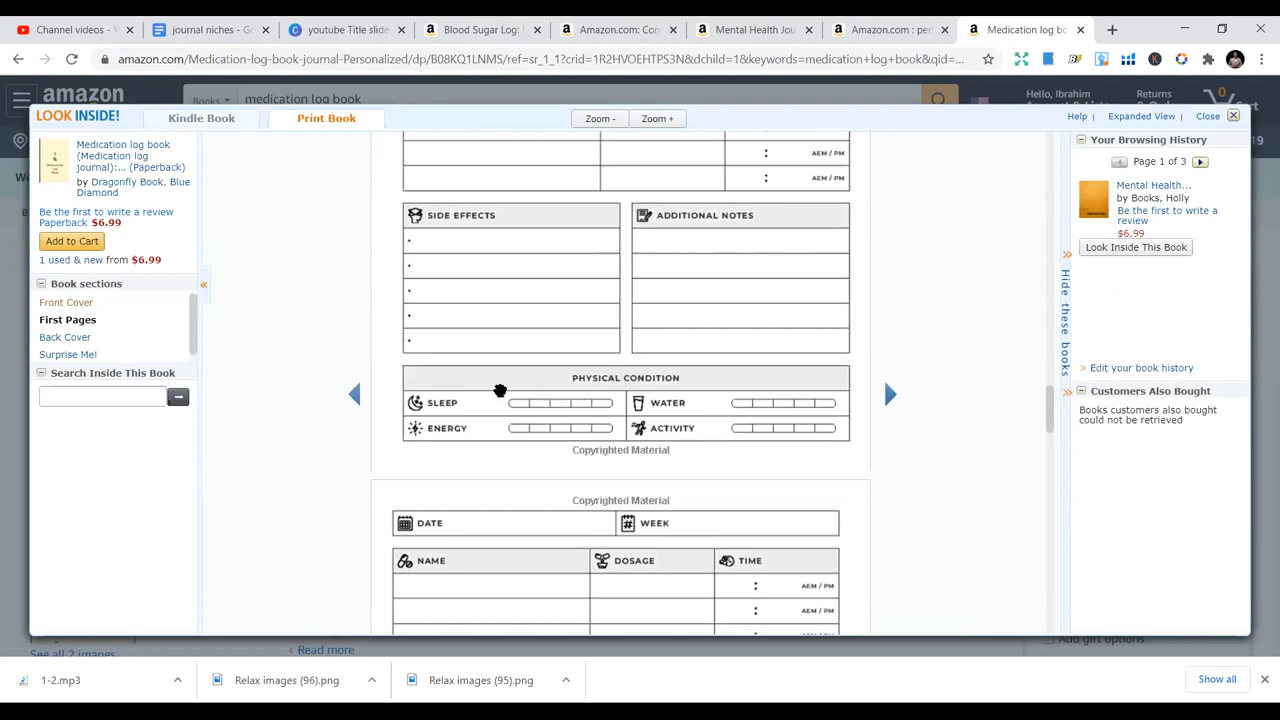 Channel videos - Y
journal niches - G
youtube Title slide
Blood Sugar Log: D
Amazon.com: Con
Mental Health Jou
Amazon.com : per
Medication log bo
amazon.com/Medication-log-book-journal-P
lized/dp/B08QQ1LNMS/ref=sr_1_1?crid=1R2HVOEHTPS3N&dchild=1&keywords=medication+log+book&qid=...
amazon
Books
medication log book
Hello, Ibrahim
Returns
0
Cart
LOOK INSIDE!
Kindle Book
Print Book
Zoom -
Zoom +
Help
Expanded View
Close
Medication log book
(Medication log
journal):... (Paperback)
by Dragonfly Book, Blue
Diamond
Be the first to write a review
Paperback $6.99
Add to Cart
1 used & new from $6.99
Book sections
Front Cover
First Pages
Back Cover
Surprise Me!
Search Inside This Book
: AEM / PM
: AEM / PM
SIDE EFFECTS
ADDITIONAL NOTES
PHYSICAL CONDITION
SLEEP
WATER
ENERGY
ACTIVITY
Copyrighted Material
Copyrighted Material
DATE
WEEK
NAME
DOSAGE
TIME
: AEM / PM
: AEM / PM
Your Browsing History
Page 1 of 3
Mental Health...
by Books, Holly
Be the first to write a
review
$6.99
Look Inside This Book
Hide these books
> Edit your book history
Customers Also Bought
Books customers also bought
could not be retrieved
See all 2 images
Read more
Add gift options
1-2.mp3
Relax images (96).png
Relax images (95).png
Show all